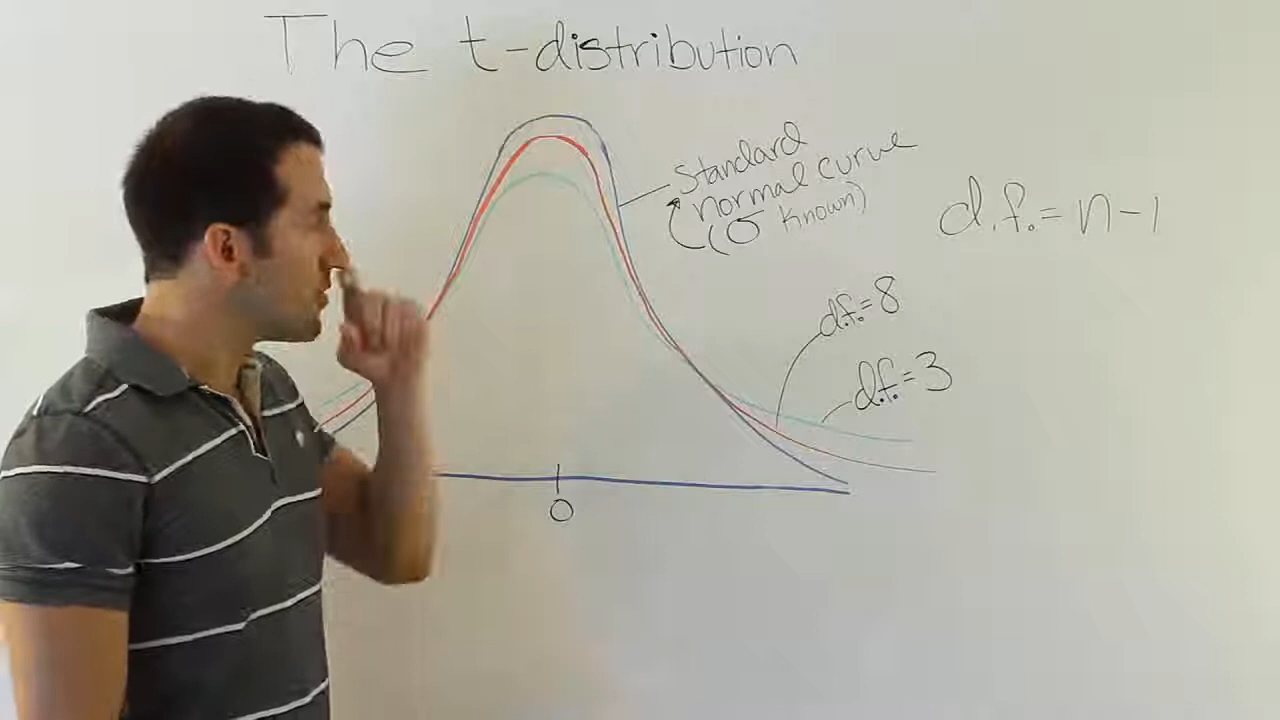 The t-distribution
Standard
normal curve
(σ known)
d.f. = n-1
d.f.=8
d.f.=3
0